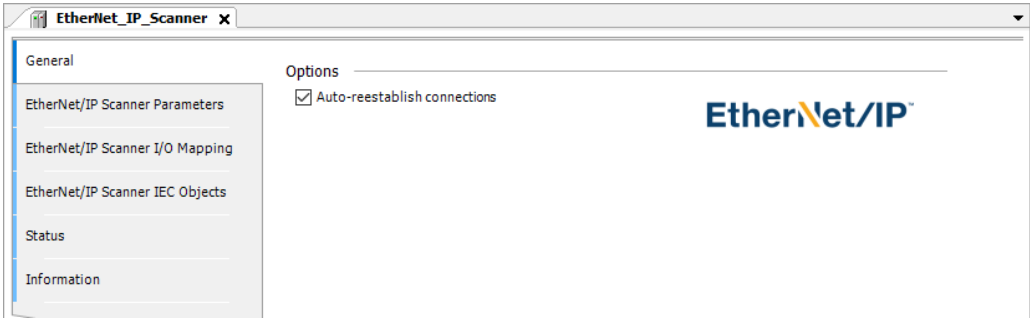 EtherNet_IP_Scanner X
General
Options
Auto-reestablish connections
EtherNet/IP™
EtherNet/IP Scanner Parameters
EtherNet/IP Scanner I/O Mapping
EtherNet/IP Scanner IEC Objects
Status
Information